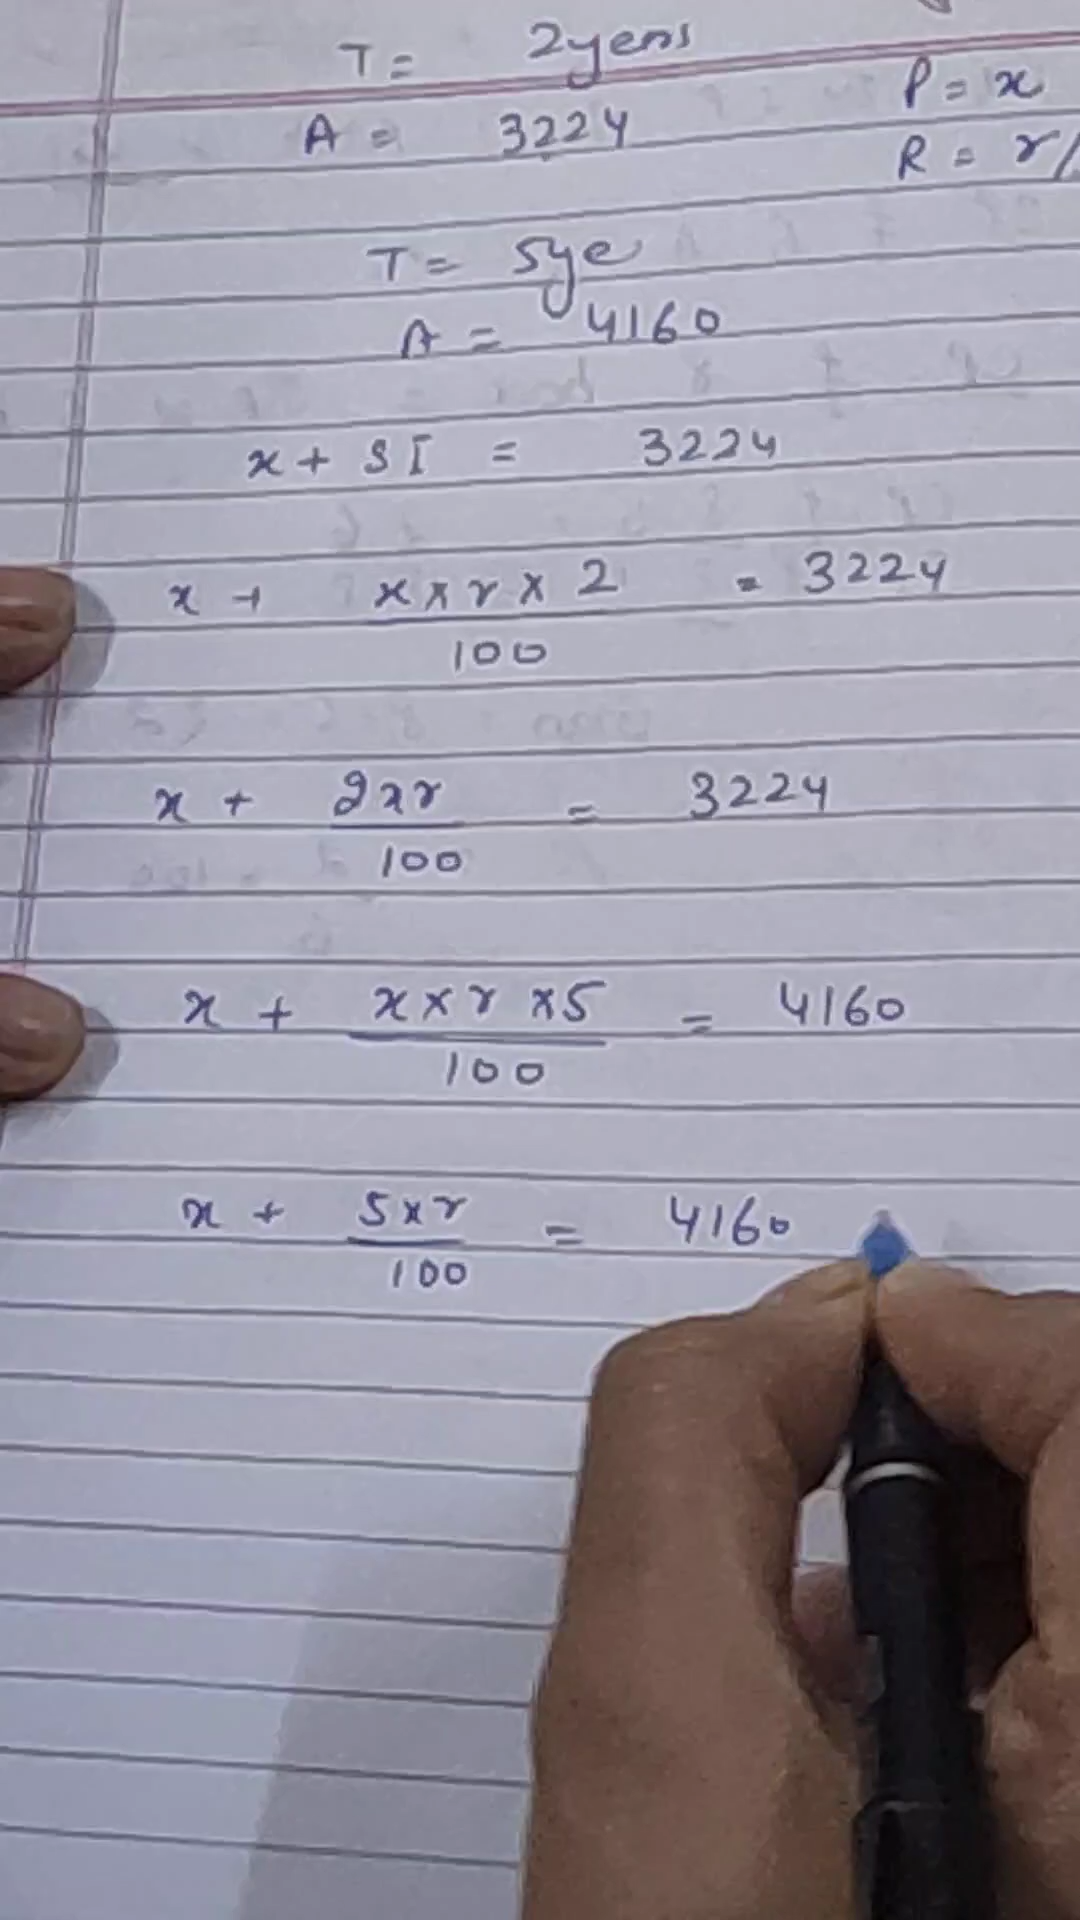 T = 2years
A = 3224 P = x
R = r/
T = 5ye
A = 4160
x + SI = 3224
x + x × r × 2 = 3224
100
x + 2xr = 3224
100
x + x × r × 5 = 4160
100
x + 5xr = 4160
100